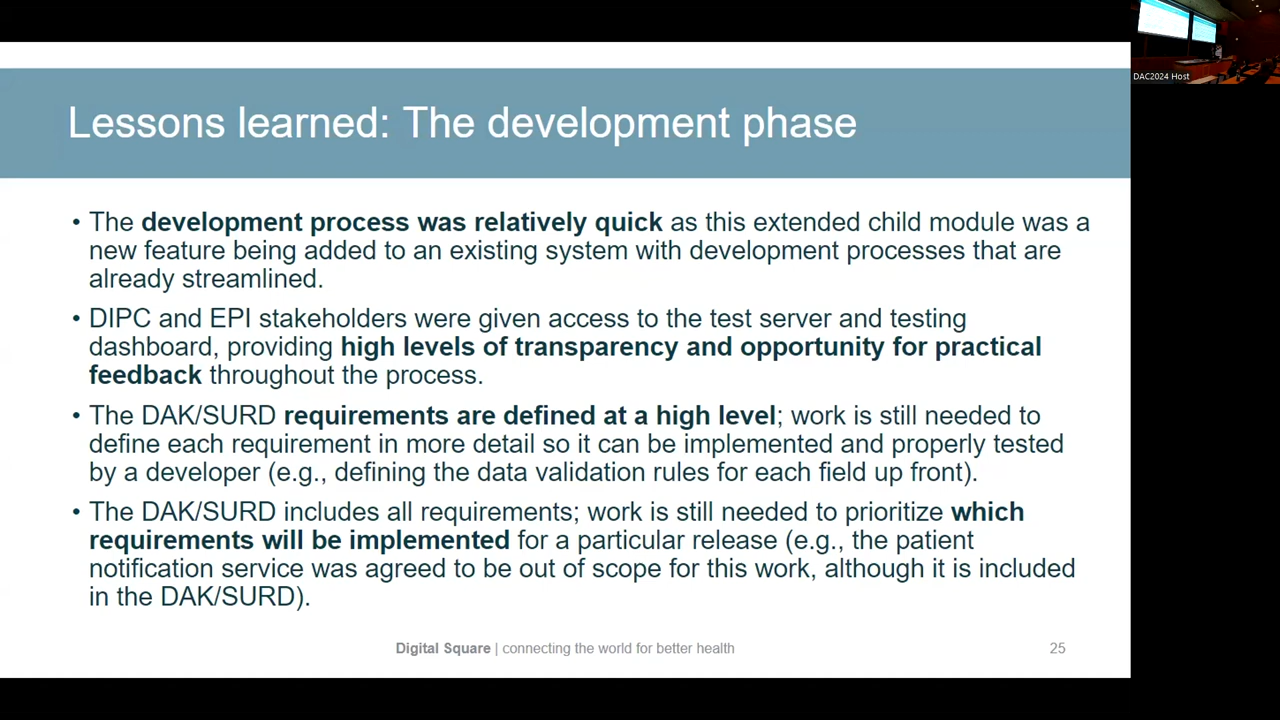 Lessons learned: The development phase
• The development process was relatively quick as this extended child module was a
new feature being added to an existing system with development processes that are
already streamlined.
• DIPC and EPI stakeholders were given access to the test server and testing
dashboard, providing high levels of transparency and opportunity for practical
feedback throughout the process.
• The DAK/SURD requirements are defined at a high level; work is still needed to
define each requirement in more detail so it can be implemented and properly tested
by a developer (e.g., defining the data validation rules for each field up front).
• The DAK/SURD includes all requirements; work is still needed to prioritize which
requirements will be implemented for a particular release (e.g., the patient
notification service was agreed to be out of scope for this work, although it is included
in the DAK/SURD).
Digital Square | connecting the world for better health
25
DAC2024 Host